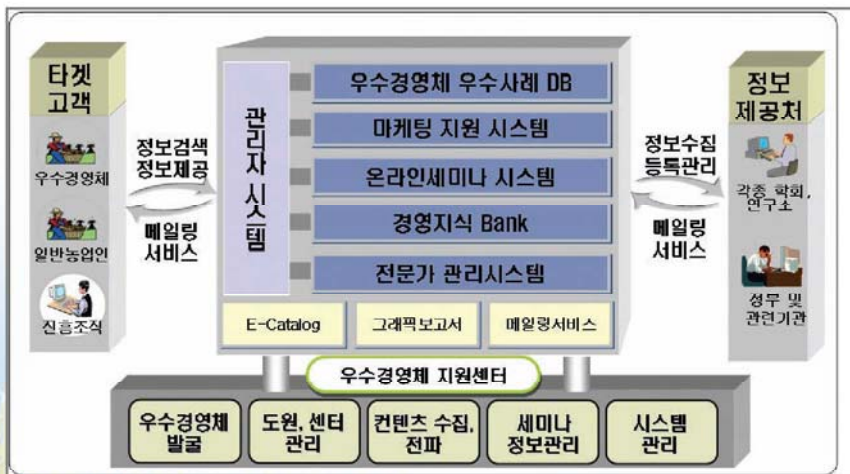 타겟
고객
우수경영체
일반농업인
진흥조직
정보검색
정보제공
메일링
서비스
관리자 시스템
우수경영체 우수사례 DB
마케팅 지원 시스템
온라인세미나 시스템
경영지식 Bank
전문가 관리시스템
E-Catalog
그래픽보고서
메일링서비스
정보수집
등록관리
메일링
서비스
정보
제공처
각종 학회,
연구소
정부 및
관련기관
우수경영체 지원센터
우수경영체
발굴
도원, 센터
관리
컨텐츠 수집,
전파
세미나
정보관리
시스템
관리